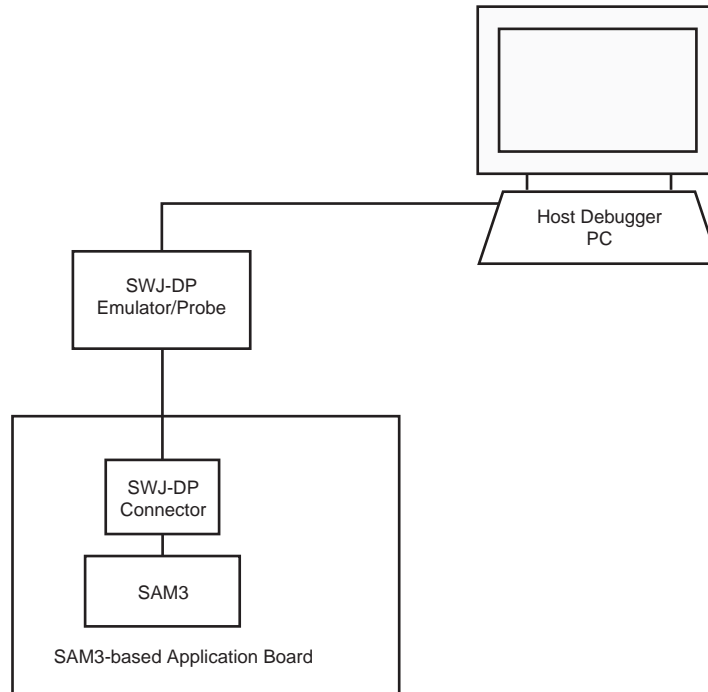 Host Debugger
PC
SWJ-DP
Emulator/Probe
SWJ-DP
Connector
SAM3
SAM3-based Application Board